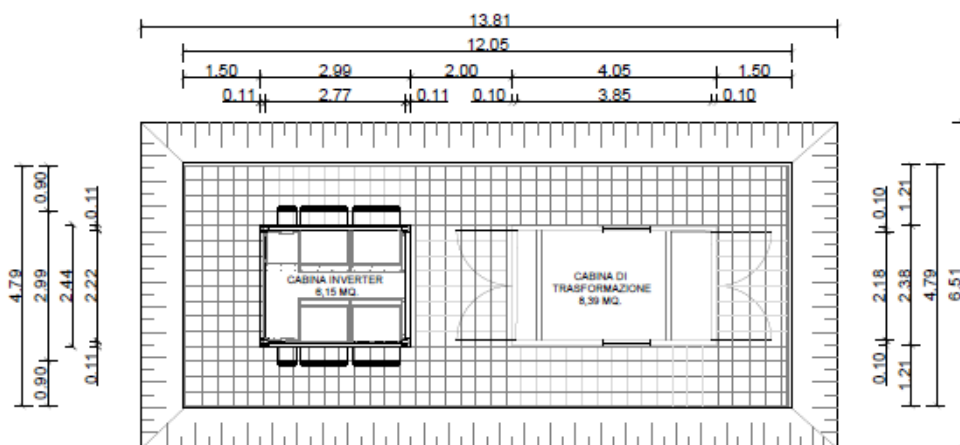 13.81
12.05
1.50 2.99 2.00 4.05 1.50
0.11 2.77 0.11 0.10 3.85 0.10
4.79
0.90
2.99
0.90
2.44
0.11
2.22
0.11
CABINA INVERTER
6,15 MQ.
CABINA DI
TRASFORMAZIONE
8,39 MQ.
0.10
2.18
0.10
1.21
2.38
1.21
4.79
6.51